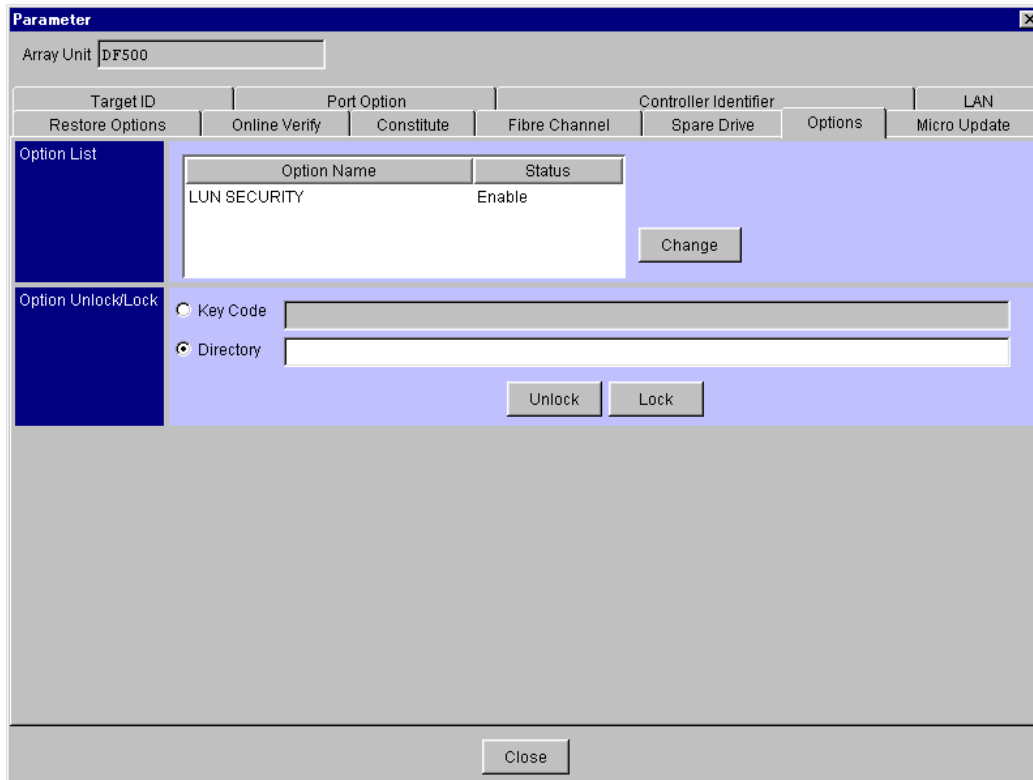 Parameter
Array Unit DF500
Target ID Port Option Controller Identifier LAN
Restore Options Online Verify Constitute Fibre Channel Spare Drive Options Micro Update
Option List
Option Name Status
LUN SECURITY Enable
Change
Option Unlock/Lock
Key Code
Directory
Unlock Lock
Close